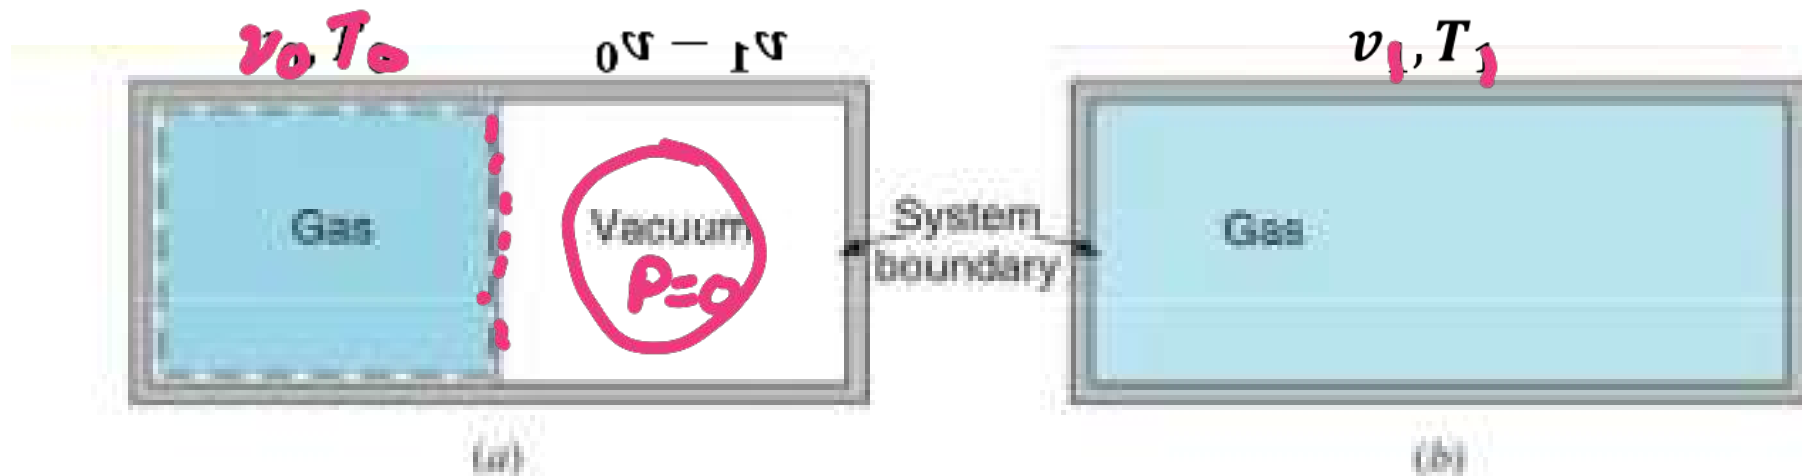 v₀, T₀
v₁ − v₀
v₁, T₁
Gas
Vacuum
P=0
System
boundary
Gas
(a)
(b)